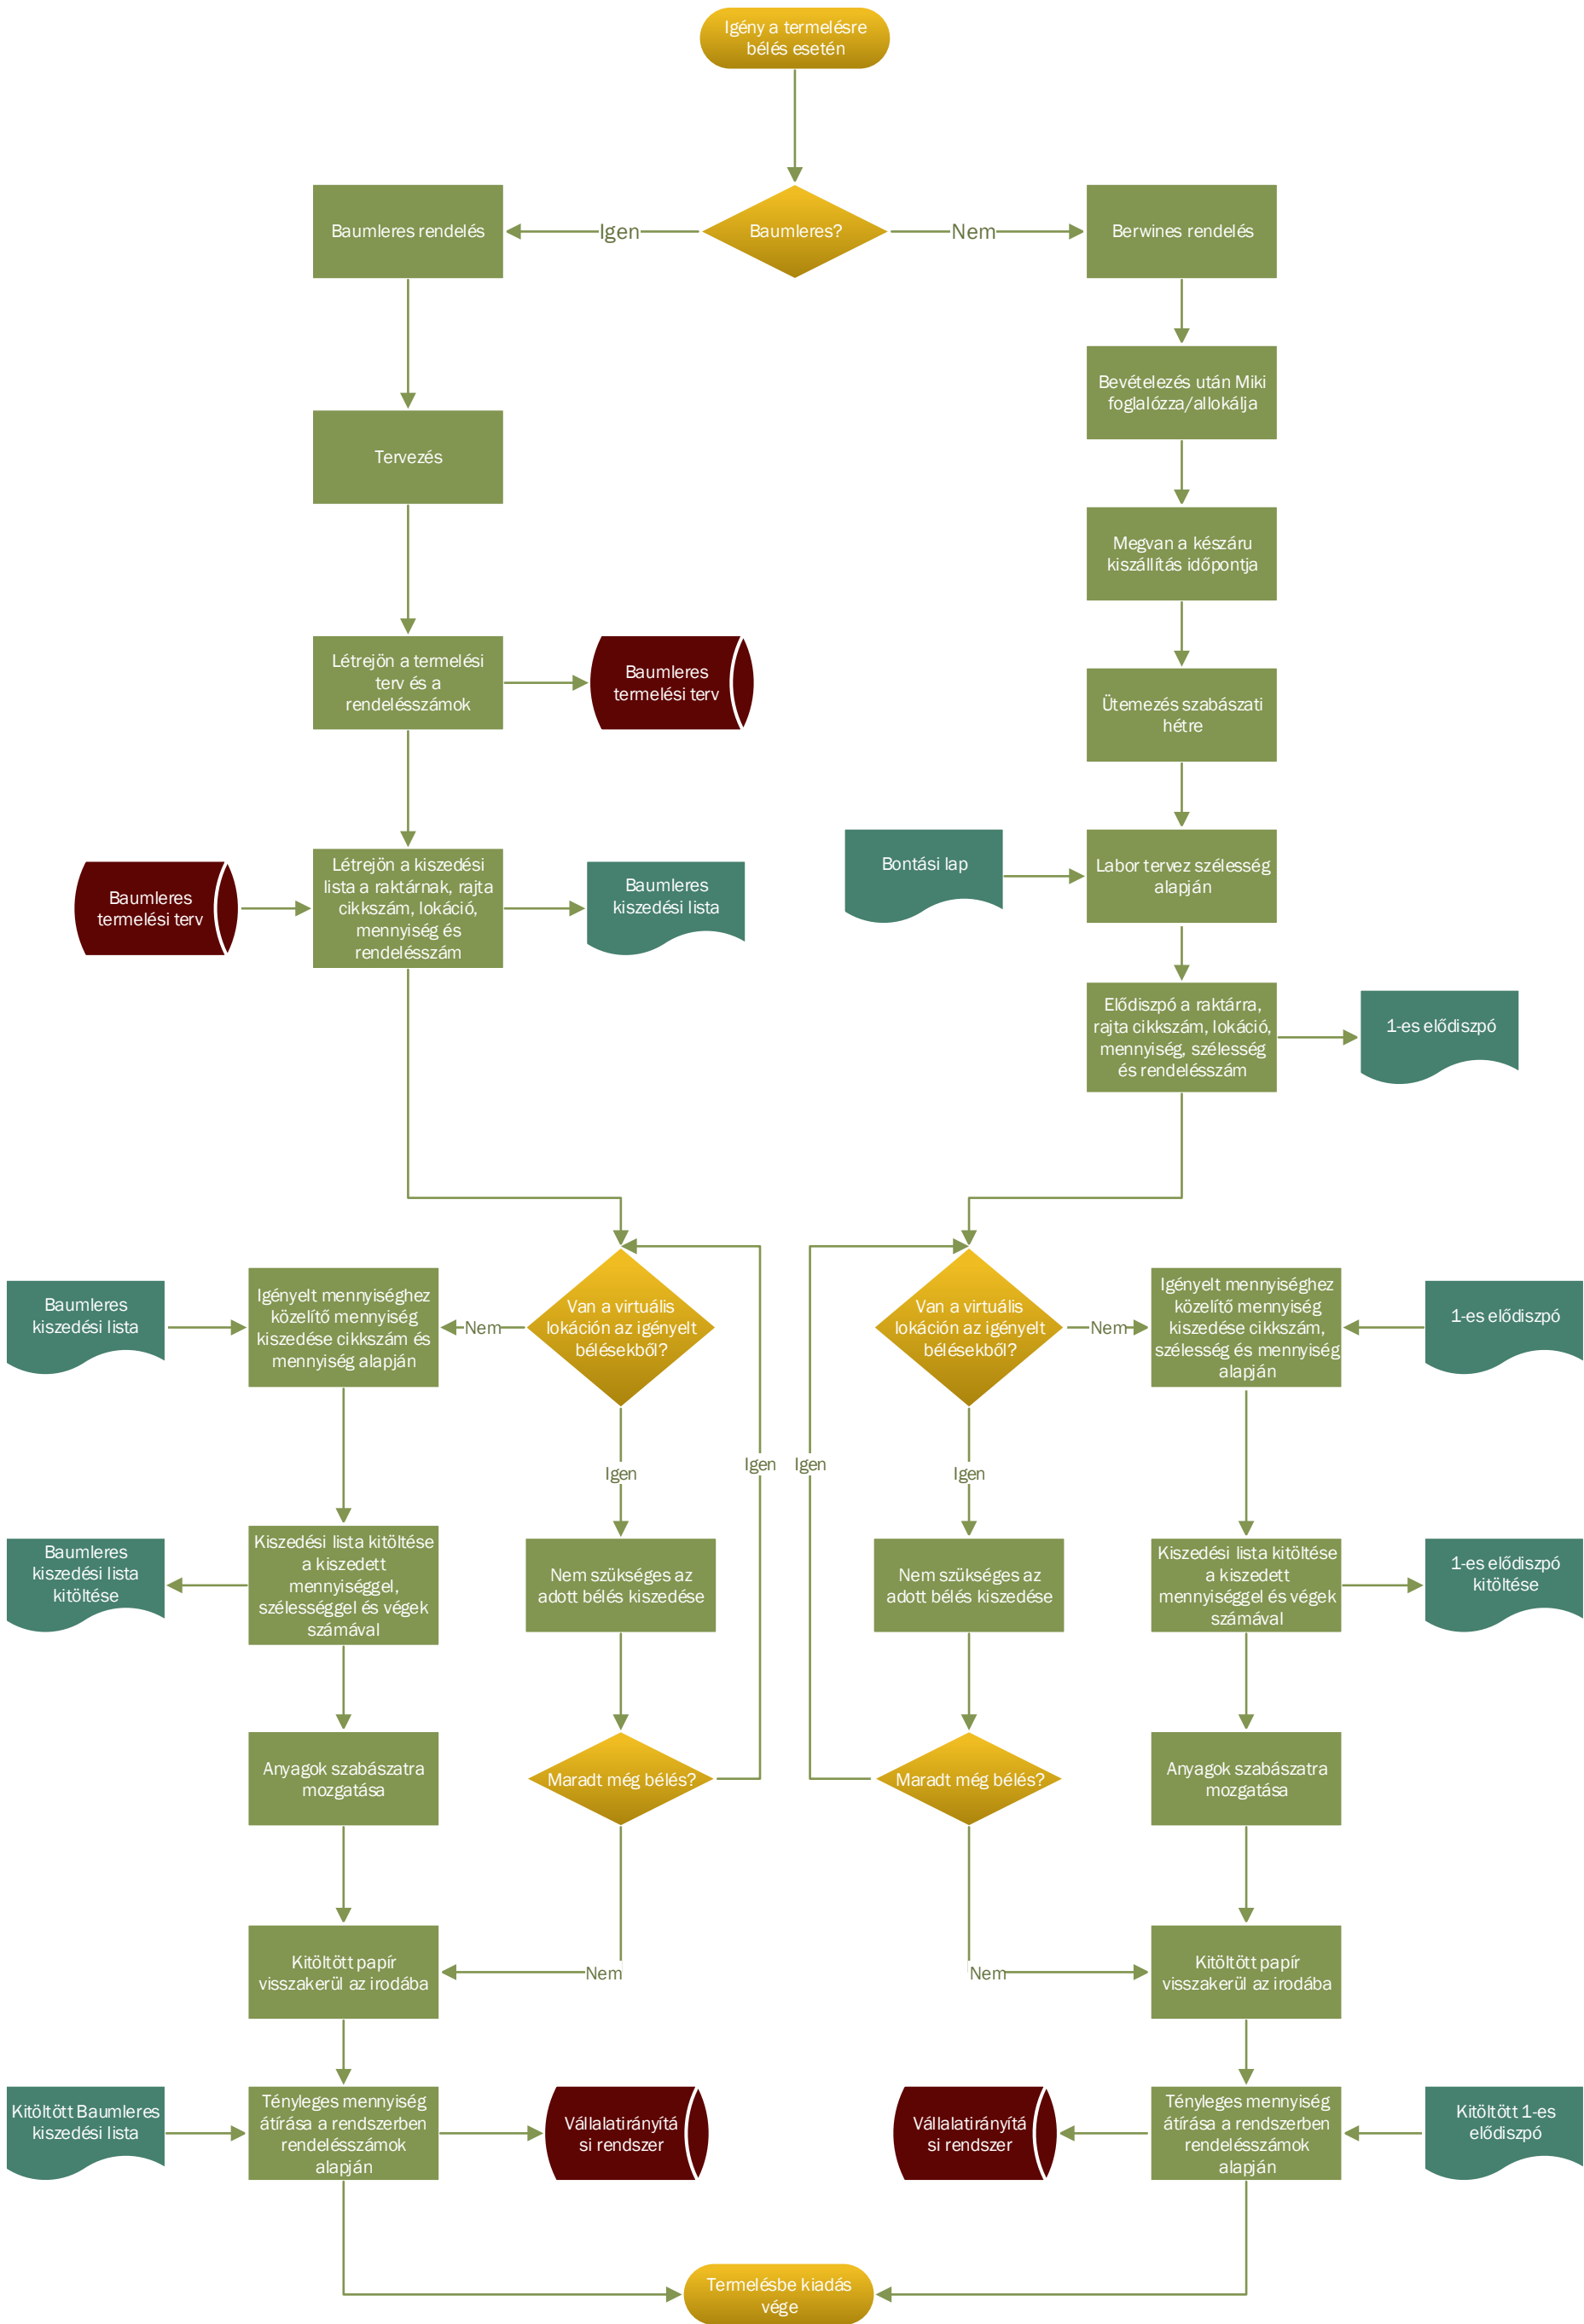 Igény a termelésre
bélés esetén
Baumleres rendelés
Igen
Baumleres?
Nem
Berwines rendelés
Bevételezés után Miki
foglalózza/allokálja
Tervezés
Megvan a készáru
kiszállítás időpontja
Létrejön a termelési
terv és a
rendelésszámok
Baumleres
termelési terv
Ütemezés szabászati
hétre
Baumleres
termelési terv
Létrejön a kiszedési
lista a raktárnak, rajta
cikkszám, lokáció,
mennyiség és
rendelésszám
Baumleres
kiszedési lista
Bontási lap
Labor tervez szélesség
alapján
Elődiszpó a raktárra,
rajta cikkszám, lokáció,
mennyiség, szélesség
és rendelésszám
1-es elődiszpó
Baumleres
kiszedési lista
Igényelt mennyiséghez
közelítő mennyiség
kiszedése cikkszám és
mennyiség alapján
Nem
Van a virtuális
lokáción az igényelt
bélésekből?
Van a virtuális
lokáción az igényelt
bélésekből?
Nem
Igényelt mennyiséghez
közelítő mennyiség
kiszedése cikkszám,
szélesség és mennyiség
alapján
1-es elődiszpó
Igen
Igen
Igen
Igen
Baumleres
kiszedési lista
kitöltése
Kiszedési lista kitöltése
a kiszedett
mennyiséggel,
szélességgel és végek
számával
Nem szükséges az
adott bélés kiszedése
Nem szükséges az
adott bélés kiszedése
Kiszedési lista kitöltése
a kiszedett
mennyiséggel és végek
számával
1-es elődiszpó
kitöltése
Anyagok szabászatra
mozgatása
Maradt még bélés?
Maradt még bélés?
Anyagok szabászatra
mozgatása
Kitöltött papír
visszakerül az irodába
Nem
Nem
Kitöltött papír
visszakerül az irodába
Kitöltött Baumleres
kiszedési lista
Tényleges mennyiség
átírása a rendszerben
rendelésszámok
alapján
Vállalatirányítá
si rendszer
Vállalatirányítá
si rendszer
Tényleges mennyiség
átírása a rendszerben
rendelésszámok
alapján
Kitöltött 1-es
elődiszpó
Termelésbe kiadás
vége